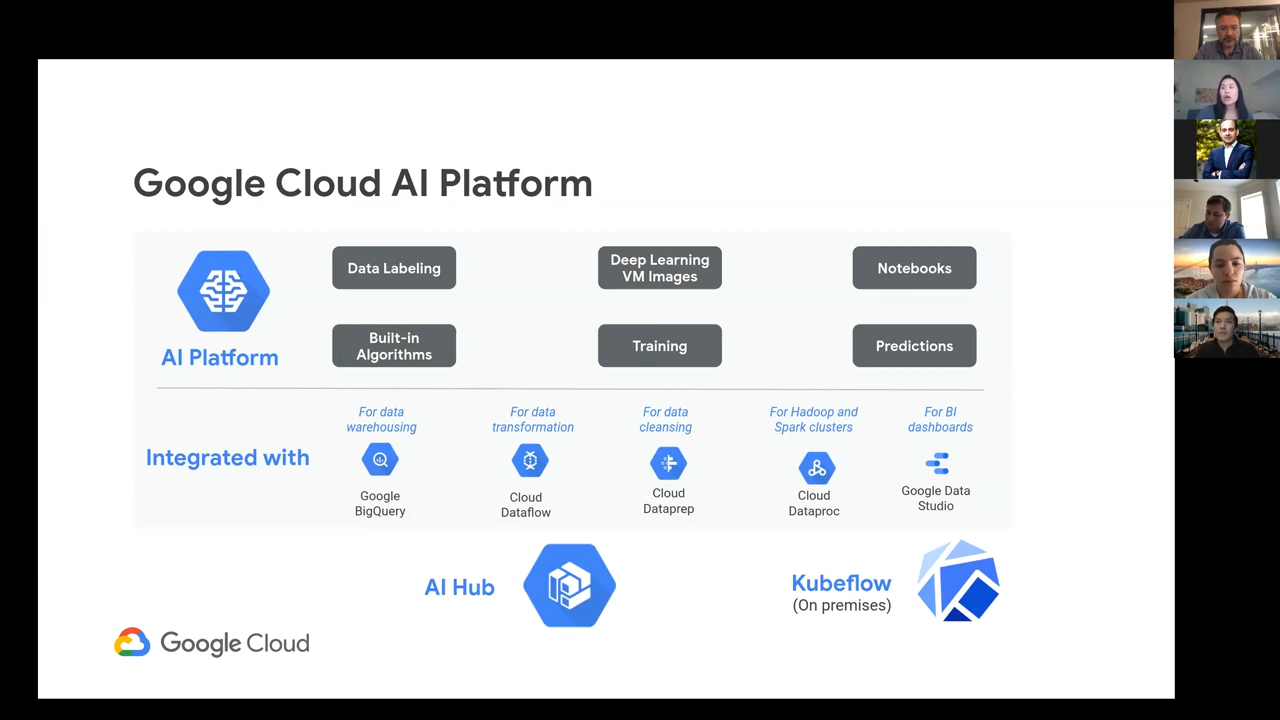 Google Cloud AI Platform
Data Labeling
Deep Learning
VM Images
Notebooks
AI Platform
Built-in
Algorithms
Training
Predictions
Integrated with
For data
warehousing
Google
BigQuery
For data
transformation
Cloud
Dataflow
For data
cleansing
Cloud
Dataprep
For Hadoop and
Spark clusters
Cloud
Dataproc
For BI
dashboards
Google Data
Studio
AI Hub
Kubeflow
(On premises)
Google Cloud